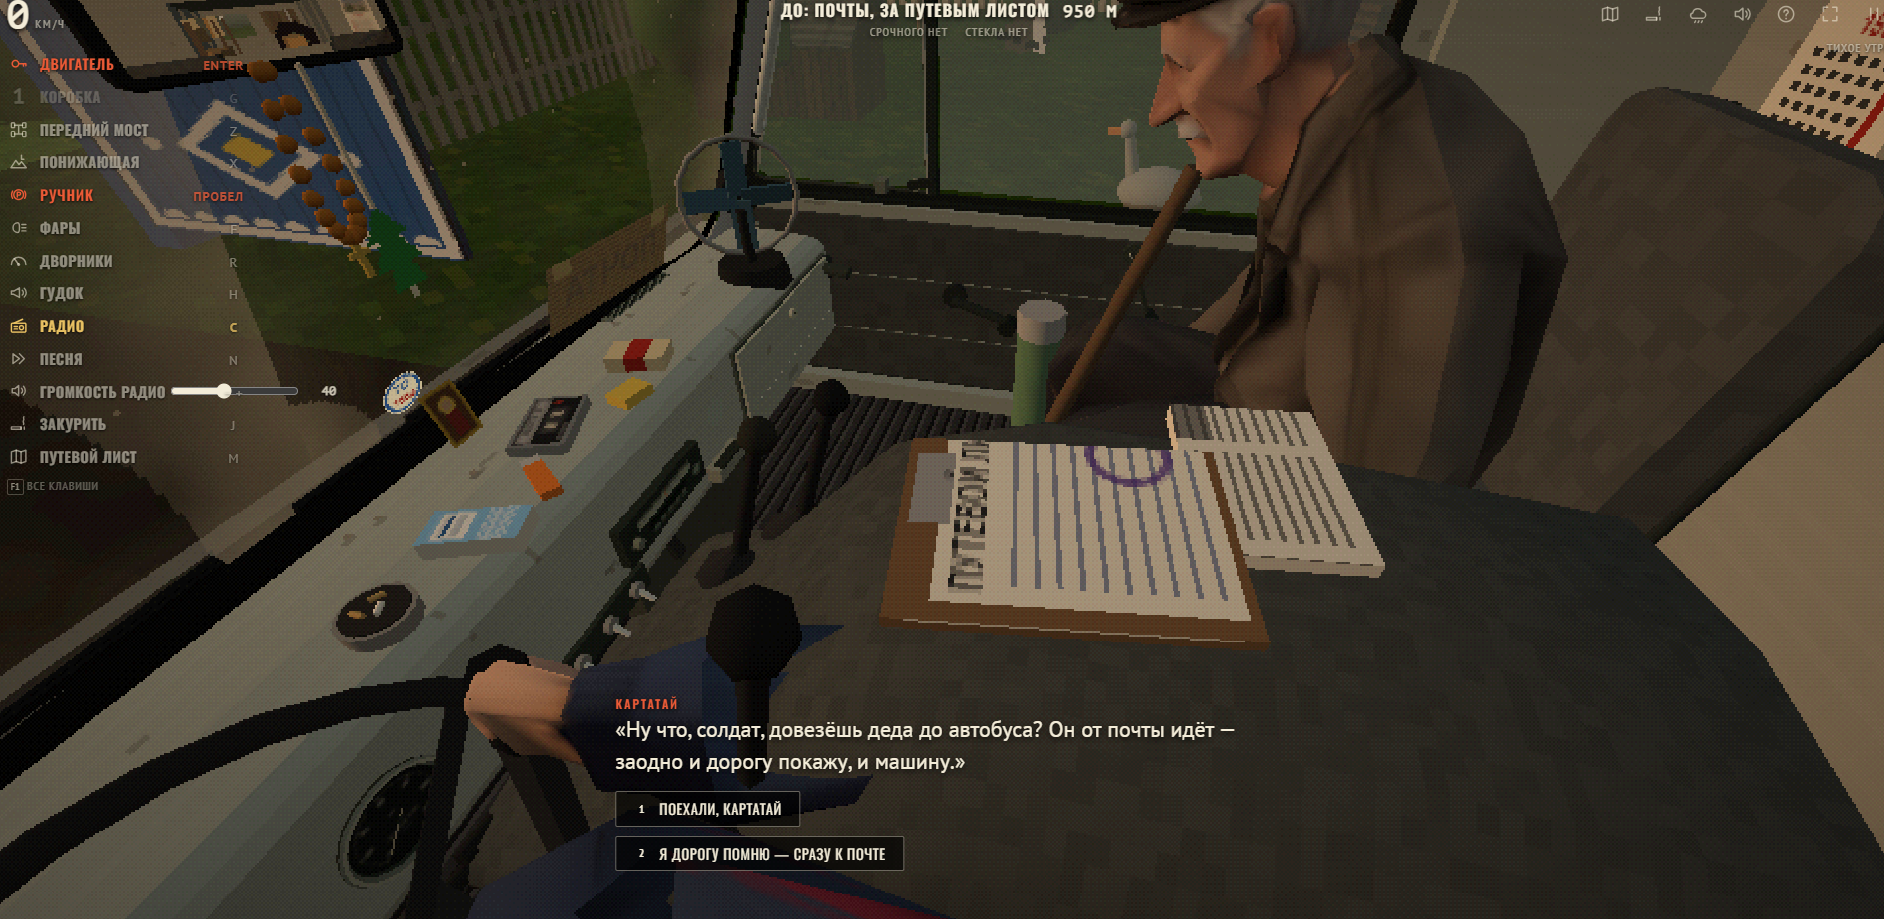 0 КМ/Ч
ДО: ПОЧТЫ, ЗА ПУТЕВЫМ ЛИСТОМ 950 М
СРОЧНОГО НЕТ СТЕКЛА НЕТ
ТИХОЕ УТР
ДВИГАТЕЛЬ ENTER
1 КОРОБКА G
ПЕРЕДНИЙ МОСТ Z
ПОНИЖАЮЩАЯ X
РУЧНИК ПРОБЕЛ
ФАРЫ F
ДВОРНИКИ R
ГУДОК H
РАДИО C
ПЕСНЯ N
ГРОМКОСТЬ РАДИО 40
ЗАКУРИТЬ J
ПУТЕВОЙ ЛИСТ M
F1 ВСЕ КЛАВИШИ
КАРТАТАЙ
«Ну что, солдат, довезёшь деда до автобуса? Он от почты идёт —
заодно и дорогу покажу, и машину.»
1 ПОЕХАЛИ, КАРТАТАЙ
2 Я ДОРОГУ ПОМНЮ — СРАЗУ К ПОЧТЕ